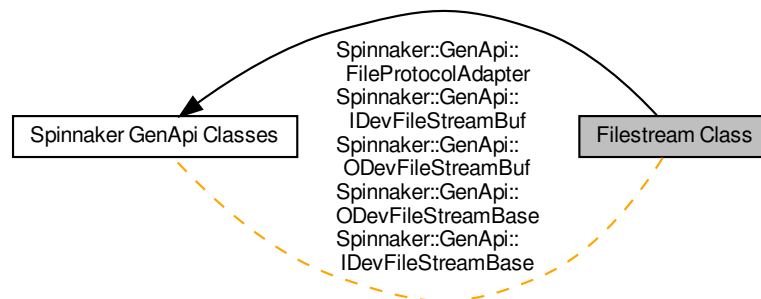 Spinnaker::GenApi::
FileProtocolAdapter
Spinnaker::GenApi::
IDevFileStreamBuf
Spinnaker::GenApi::
ODevFileStreamBuf
Spinnaker::GenApi::
ODevFileStreamBase
Spinnaker::GenApi::
IDevFileStreamBase
Spinnaker GenApi Classes
Filestream Class